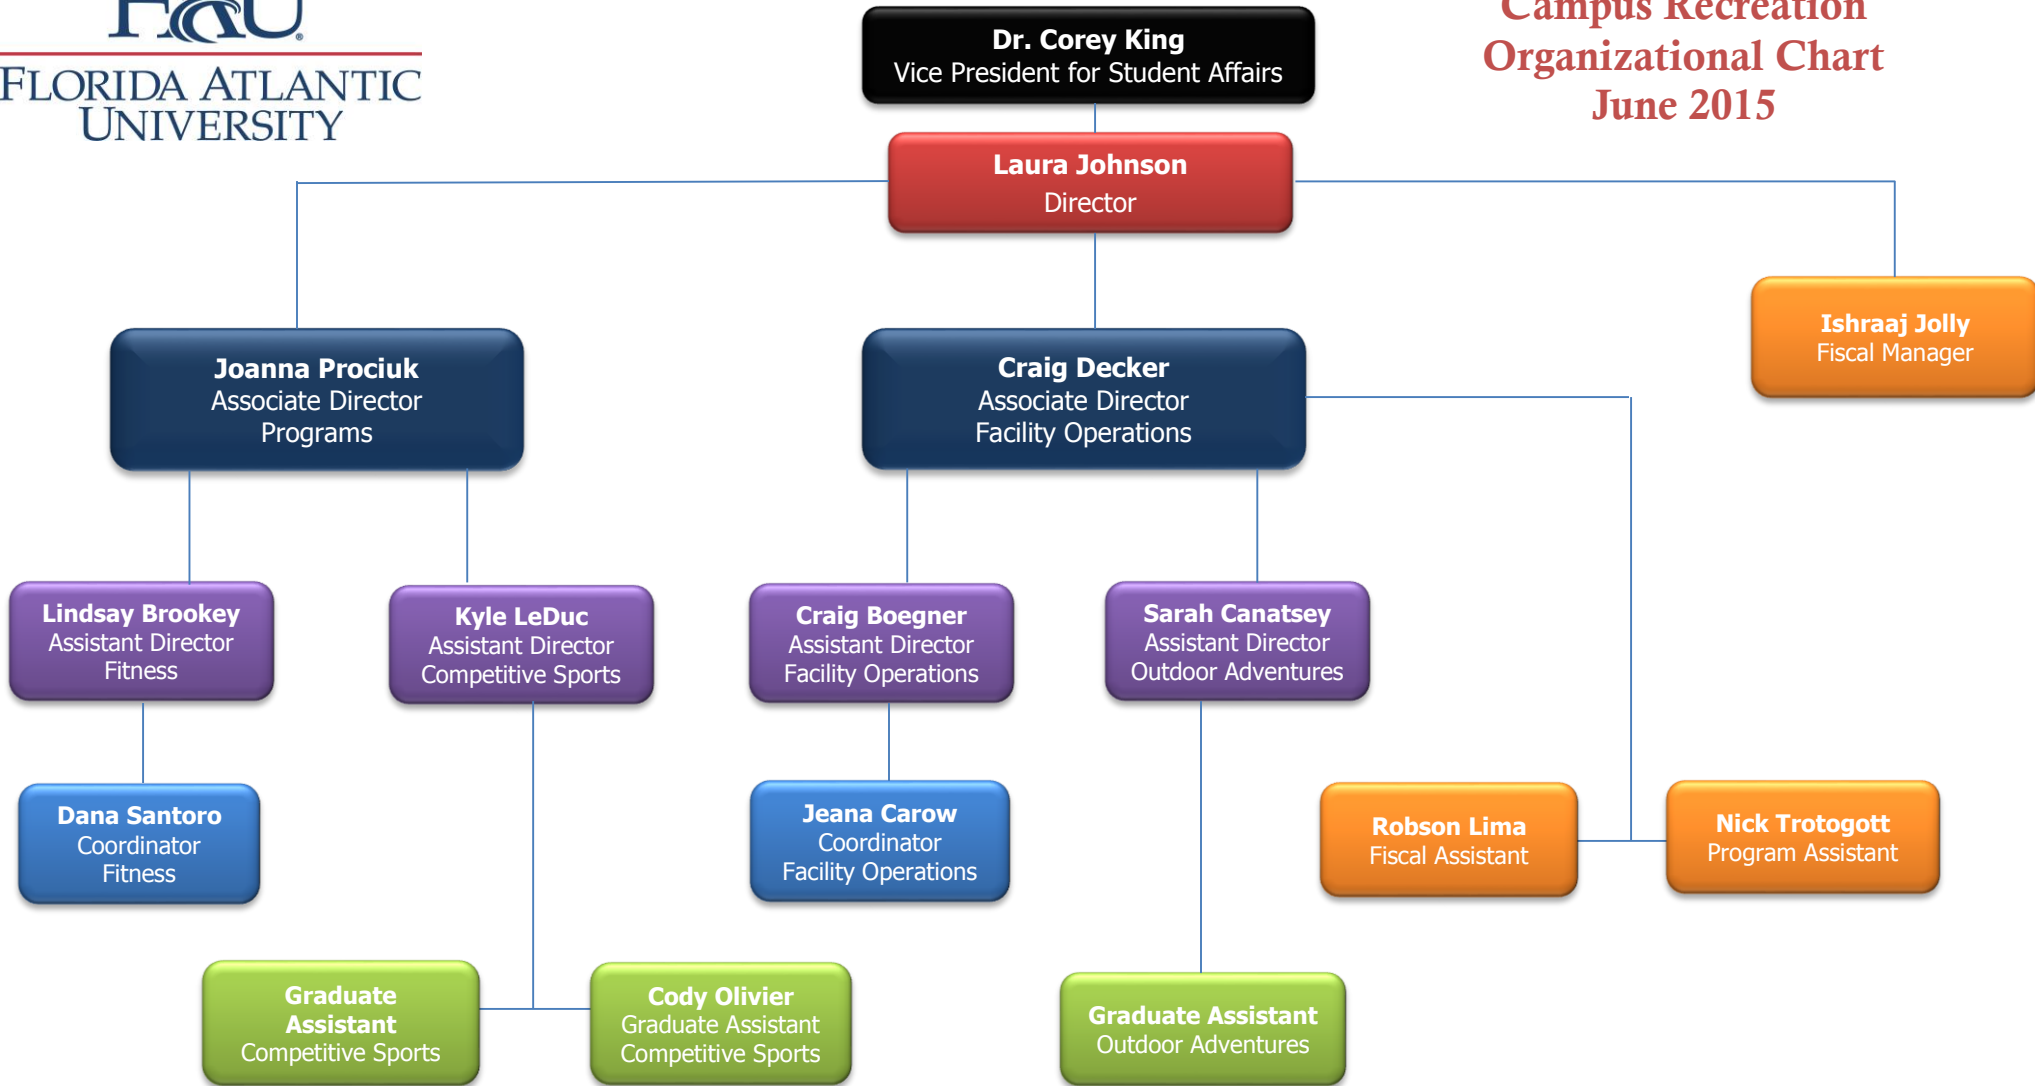 FAU
FLORIDA ATLANTIC
UNIVERSITY
Campus Recreation
Organizational Chart
June 2015
Dr. Corey King
Vice President for Student Affairs
Laura Johnson
Director
Ishraaj Jolly
Fiscal Manager
Joanna Prociuk
Associate Director
Programs
Craig Decker
Associate Director
Facility Operations
Lindsay Brookey
Assistant Director
Fitness
Kyle LeDuc
Assistant Director
Competitive Sports
Craig Boegner
Assistant Director
Facility Operations
Sarah Canatsey
Assistant Director
Outdoor Adventures
Dana Santoro
Coordinator
Fitness
Jeana Carow
Coordinator
Facility Operations
Robson Lima
Fiscal Assistant
Nick Trotogott
Program Assistant
Graduate
Assistant
Competitive Sports
Cody Olivier
Graduate Assistant
Competitive Sports
Graduate Assistant
Outdoor Adventures